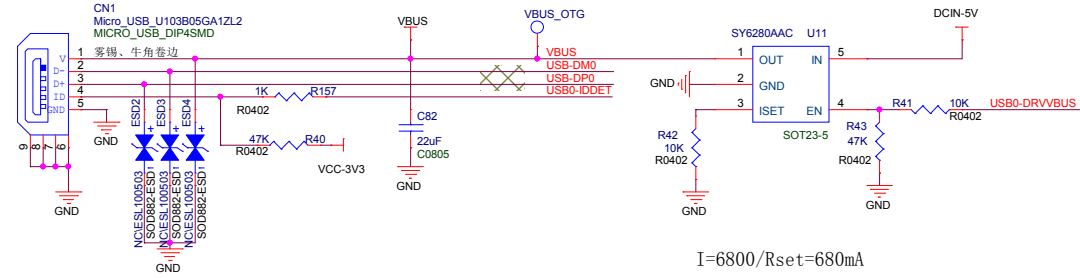 CN1
Micro_USB_U103B05GA1ZL2
MICRO_USB_DIP4SMD
雾锡、牛角卷边
V
D-
D+
ID
GND
1
2
3
4
5
9
8
7
6
GND
GND
VBUS
VBUS_OTG
VBUS
USB-DM0
USB-DP0
USB0-IDDET
1K
R157
R0402
47K
R40
R0402
VCC-3V3
ESD2
ESD3
ESD4
NC\ESL100503
SOD882-ESD1
NC\ESL100503
SOD882-ESD1
NC\ESL100503
SOD882-ESD1
GND
C82
22uF
C0805
GND
SY6280AAC
U11
DCIN-5V
1
OUT
IN
5
GND
2
GND
3
ISET
EN
4
SOT23-5
R42
10K
R0402
GND
R41
10K
R0402
USB0-DRVVBUS
R43
47K
R0402
GND
I=6800/Rset=680mA